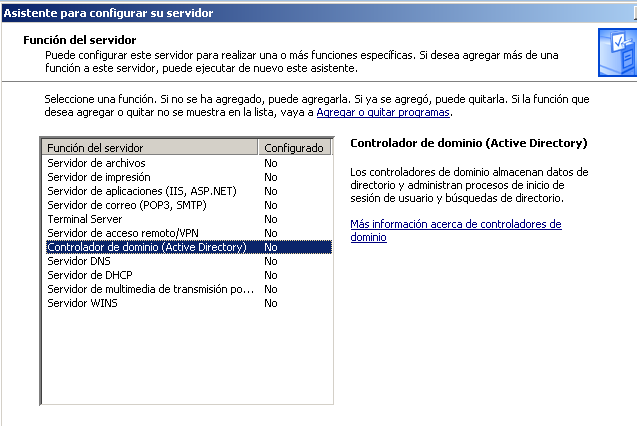 Asistente para configurar su servidor
Función del servidor
Puede configurar este servidor para realizar una o más funciones específicas. Si desea agregar más de una
función a este servidor, puede ejecutar de nuevo este asistente.
Seleccione una función. Si no se ha agregado, puede agregarla. Si ya se agregó, puede quitarla. Si la función que
desea agregar o quitar no se muestra en la lista, vaya a Agregar o quitar programas.
Función del servidor Configurado
Servidor de archivos No
Servidor de impresión No
Servidor de aplicaciones (IIS, ASP.NET) No
Servidor de correo (POP3, SMTP) No
Terminal Server No
Servidor de acceso remoto/VPN No
Controlador de dominio (Active Directory) No
Servidor DNS No
Servidor de DHCP No
Servidor de multimedia de transmisión po... No
Servidor WINS No
Controlador de dominio (Active Directory)
Los controladores de dominio almacenan datos de
directorio y administran procesos de inicio de
sesión de usuario y búsquedas de directorio.
Más información acerca de controladores de
dominio